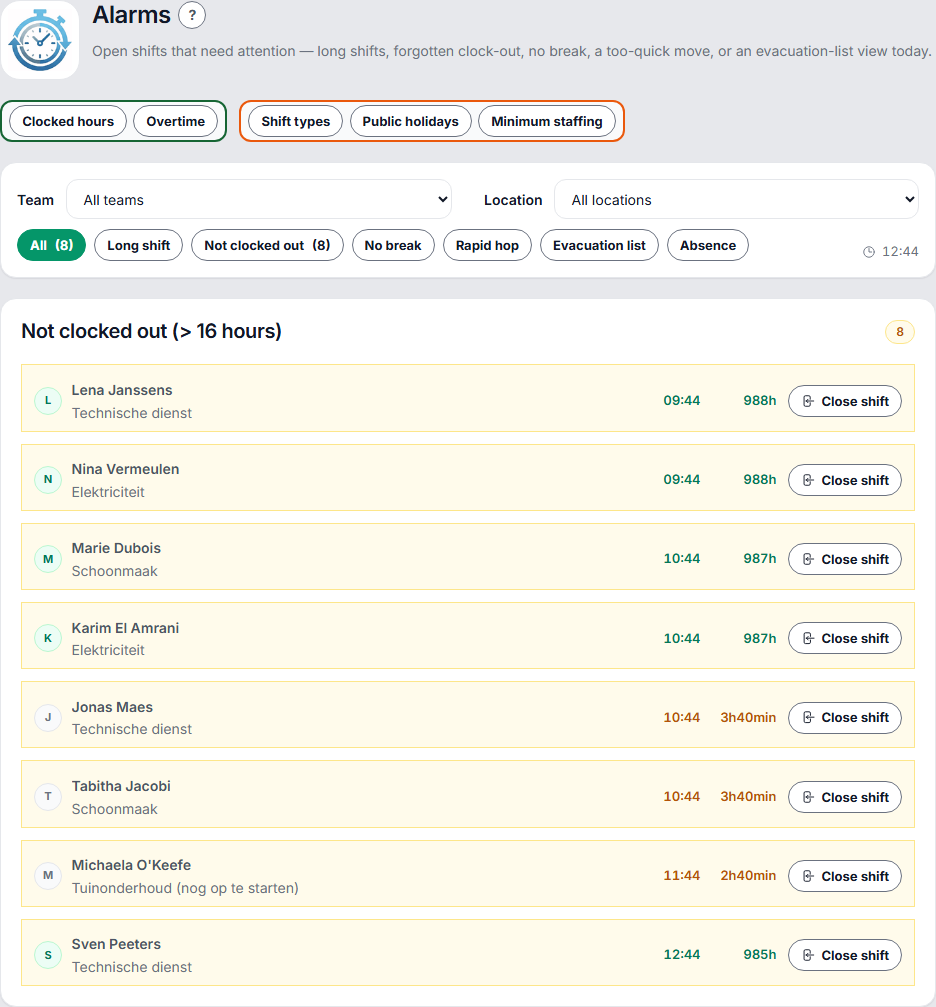 Alarms ?
Open shifts that need attention — long shifts, forgotten clock-out, no break, a too-quick move, or an evacuation-list view today.
Clocked hours Overtime Shift types Public holidays Minimum staffing
Team All teams Location All locations
All (8) Long shift Not clocked out (8) No break Rapid hop Evacuation list Absence 12:44
Not clocked out (> 16 hours) 8
L Lena Janssens 09:44 988h Close shift
Technische dienst
N Nina Vermeulen 09:44 988h Close shift
Elektriciteit
M Marie Dubois 10:44 987h Close shift
Schoonmaak
K Karim El Amrani 10:44 987h Close shift
Elektriciteit
J Jonas Maes 10:44 3h40min Close shift
Technische dienst
T Tabitha Jacobi 10:44 3h40min Close shift
Schoonmaak
M Michaela O'Keefe 11:44 2h40min Close shift
Tuinonderhoud (nog op te starten)
S Sven Peeters 12:44 985h Close shift
Technische dienst